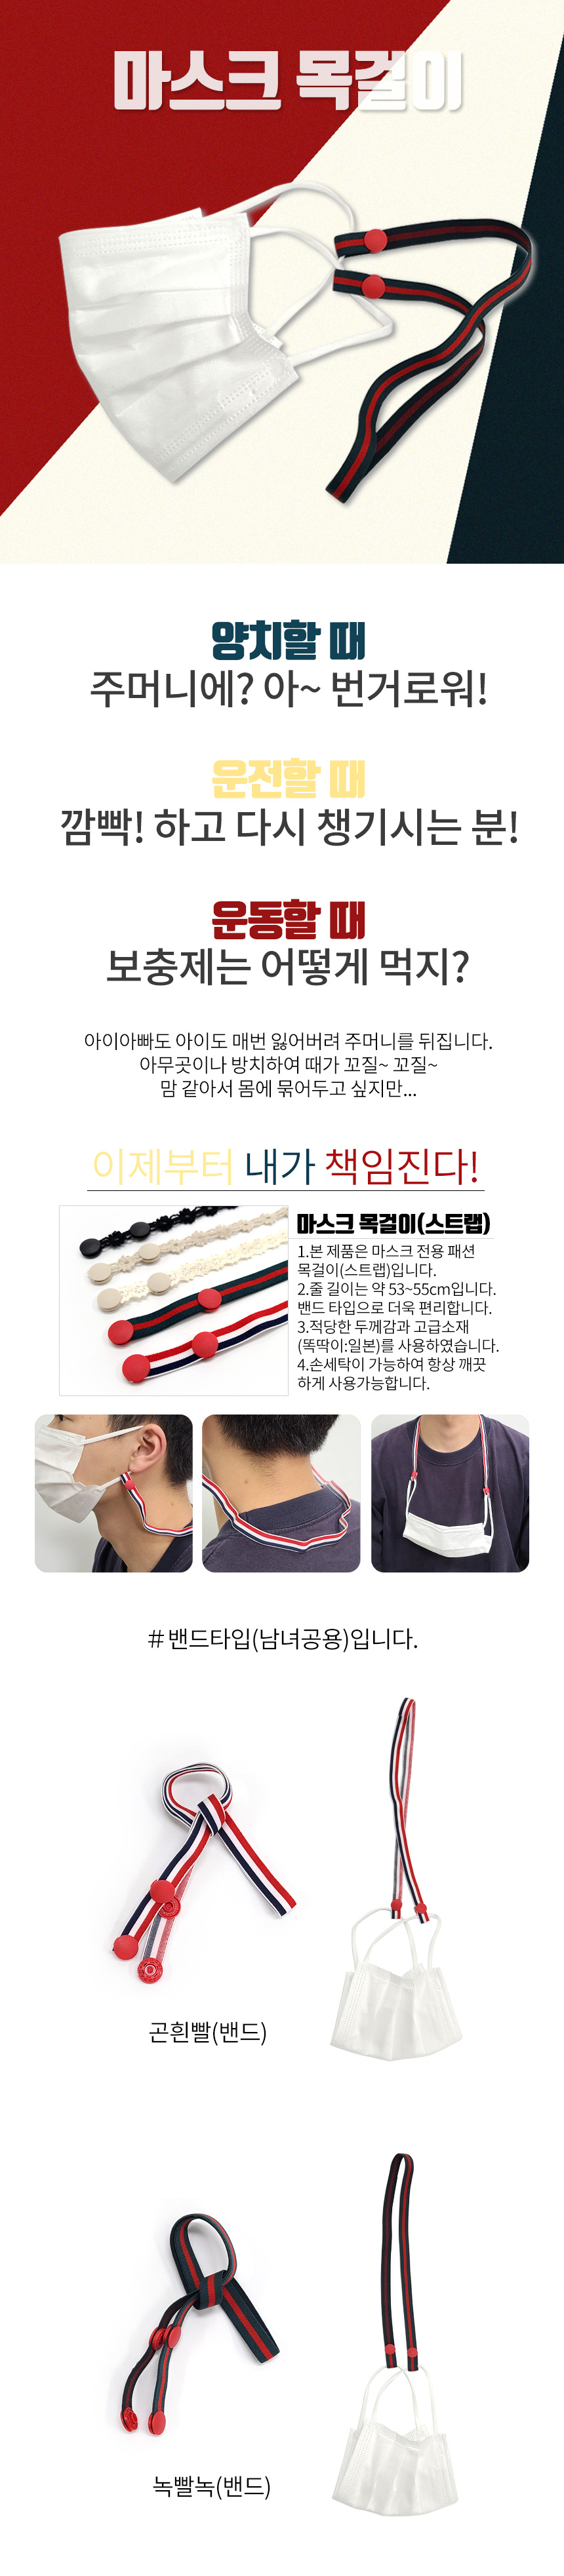 마스크 목걸이
양치할 때
주머니에? 아~ 번거로워!
운전할 때
깜빡! 하고 다시 챙기시는 분!
운동할 때
보충제는 어떻게 먹지?
아이아빠도 아이도 매번 잃어버려 주머니를 뒤집니다.
아무곳이나 방치하여 때가 꼬질~ 꼬질~
맘 같아서 몸에 묶어두고 싶지만...
이제부터 내가 책임진다!
마스크 목걸이(스트랩)
1.본 제품은 마스크 전용 패션
목걸이(스트랩)입니다.
2.줄 길이는 약 53~55cm입니다.
밴드 타입으로 더욱 편리합니다.
3.적당한 두께감과 고급소재
(똑딱이:일본)를 사용하였습니다.
4.손세탁이 가능하여 항상 깨끗
하게 사용가능합니다.
#밴드타입(남녀공용)입니다.
곤흰빨(밴드)
녹빨녹(밴드)